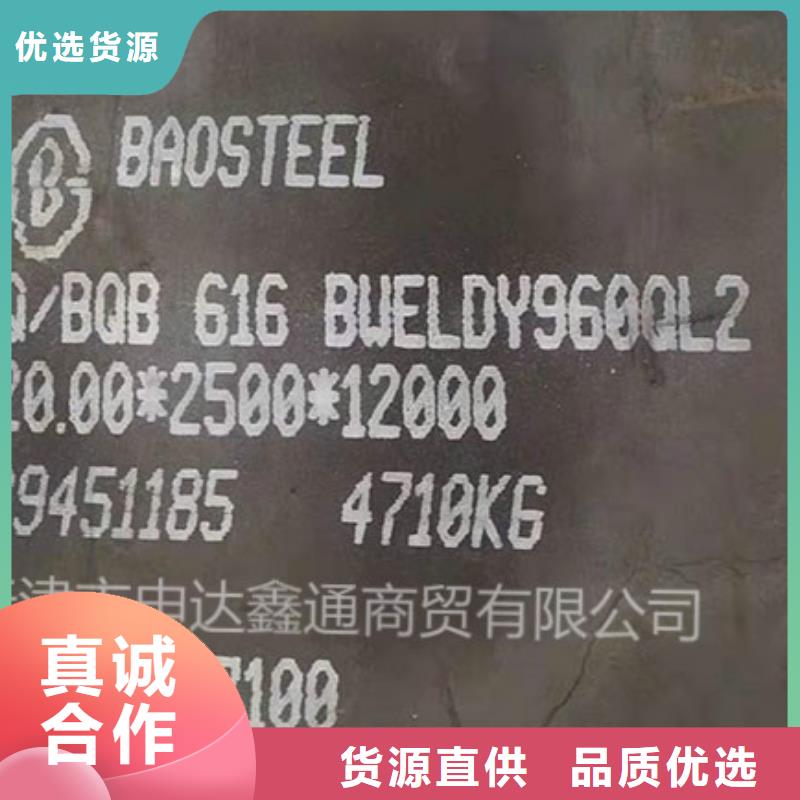 优选货源
B BAOSTEEL
Q/BQB 616 BWELDY960QL2
20.00*2500*12000
9451185 4710KG
津市申达鑫通商贸有限公司
7100
真诚
合作
货源直供 品质优选